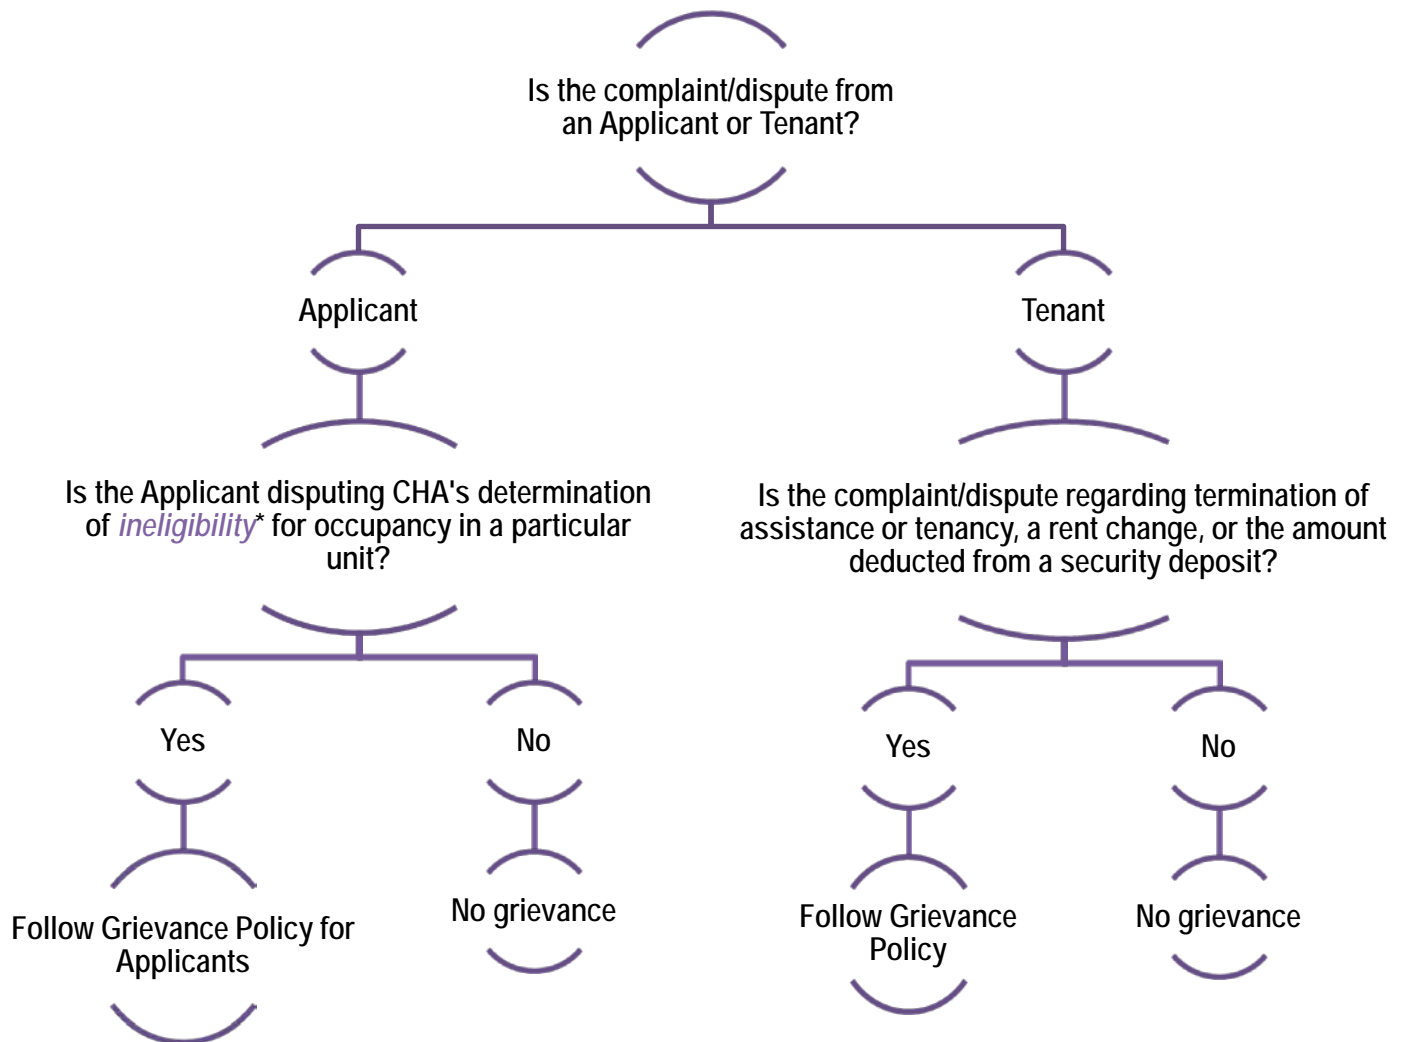 Is the complaint/dispute from
an Applicant or Tenant?
Applicant
Tenant
Is the Applicant disputing CHA's determination
of ineligibility* for occupancy in a particular
unit?
Is the complaint/dispute regarding termination of
assistance or tenancy, a rent change, or the amount
deducted from a security deposit?
Yes
No
Yes
No
Follow Grievance Policy for
Applicants
No grievance
Follow Grievance
Policy
No grievance